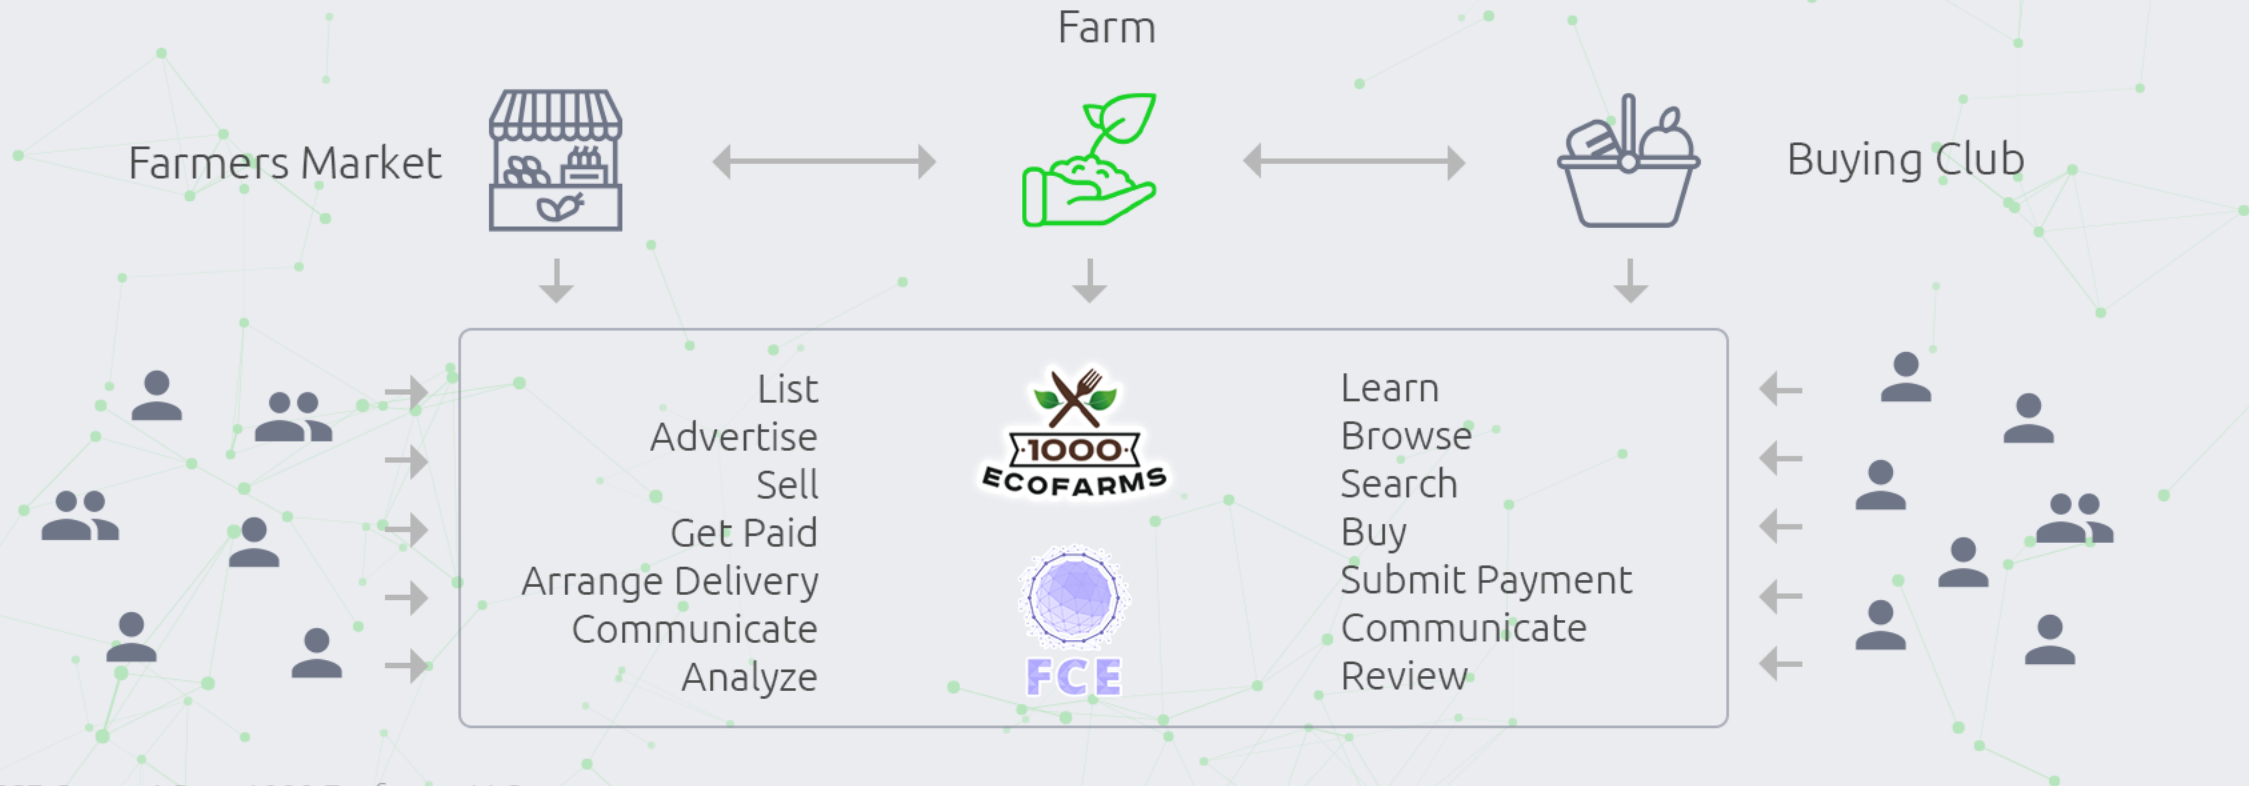 Farm
Farmers Market
Buying Club
List
Advertise
Sell
Get Paid
Arrange Delivery
Communicate
Analyze
1000
ECOFARMS
FCE
Learn
Browse
Search
Buy
Submit Payment
Communicate
Review